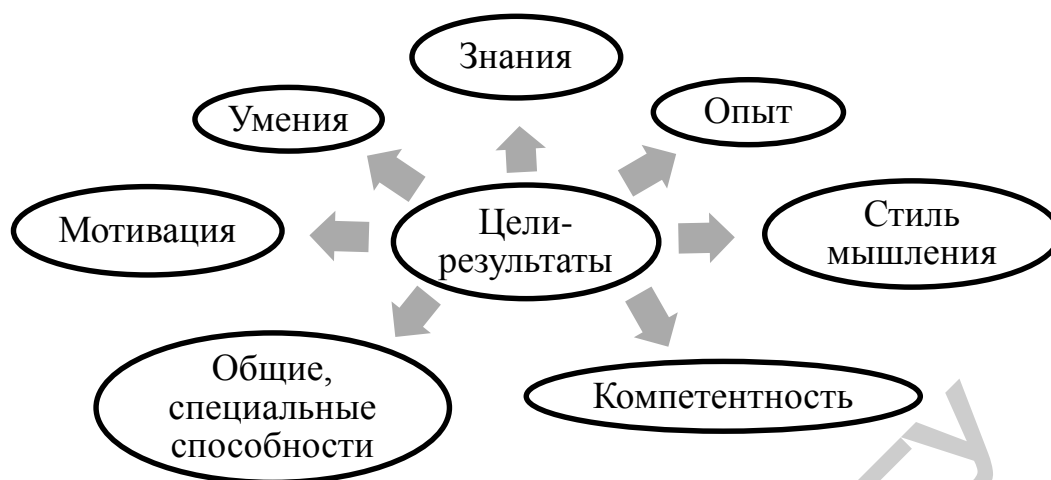 Знания
Умения
Опыт
Мотивация
Цели-
результаты
Стиль
мышления
Общие,
специальные
способности
Компетентность